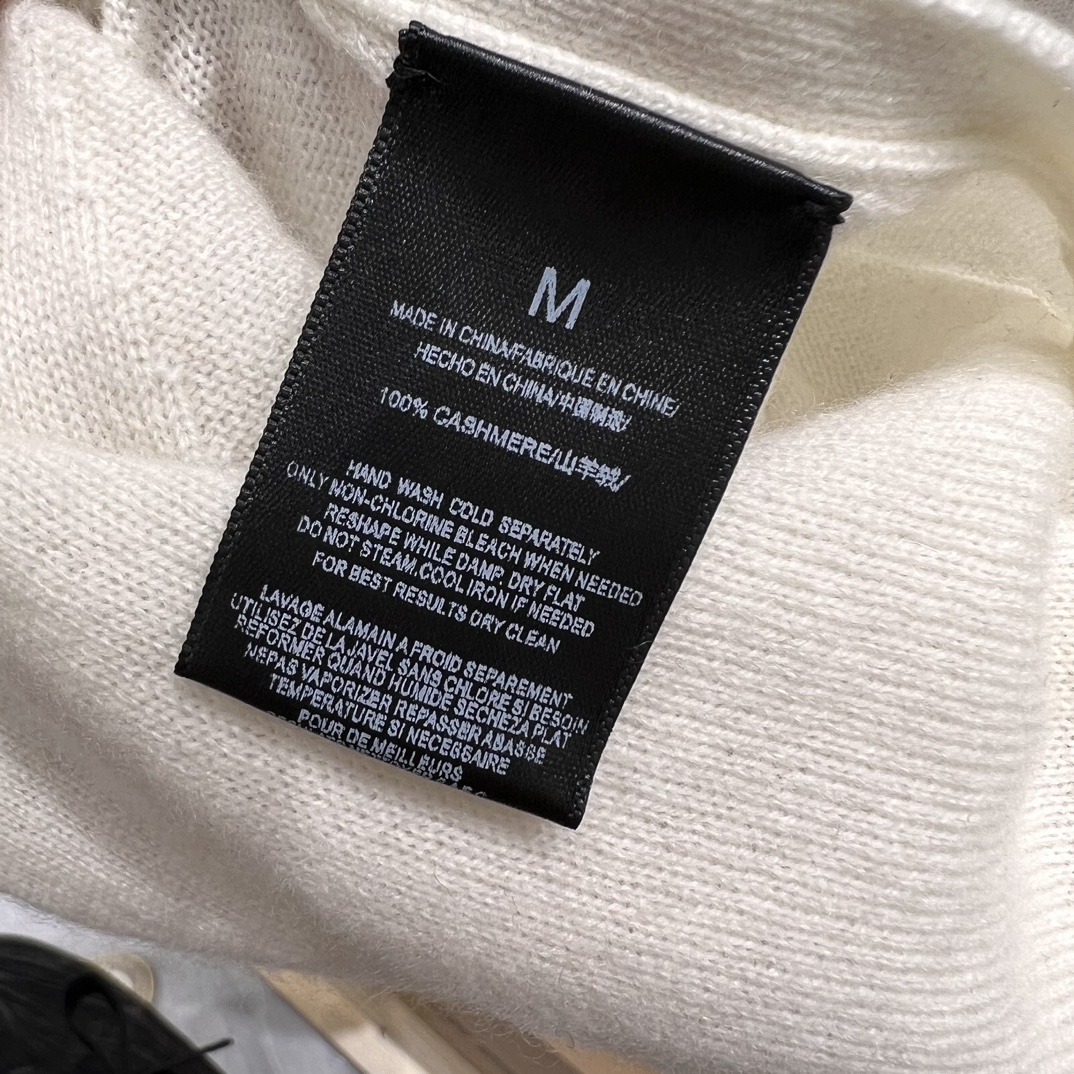 M
MADE IN CHINA/FABRIQUE EN CHINE/
HECHO EN CHINA/中国制造/
100% CASHMERE/山羊绒/
HAND WASH COLD SEPARATELY
ONLY NON-CHLORINE BLEACH WHEN NEEDED
RESHAPE WHILE DAMP. DRY FLAT
DO NOT STEAM.COOL IRON IF NEEDED
FOR BEST RESULTS DRY CLEAN
LAVAGE ALAMAIN A FROID SEPAREMENT
UTILISEZ DE LA JAVEL SANS CHLORE SI BESOIN
REFORMER QUAND HUMIDE SECHEZA PLAT
NEPAS VAPORIZER REPASSER ABASSE
TEMPERATURE SI NECESSAIRE
POUR DE MEILLEURS